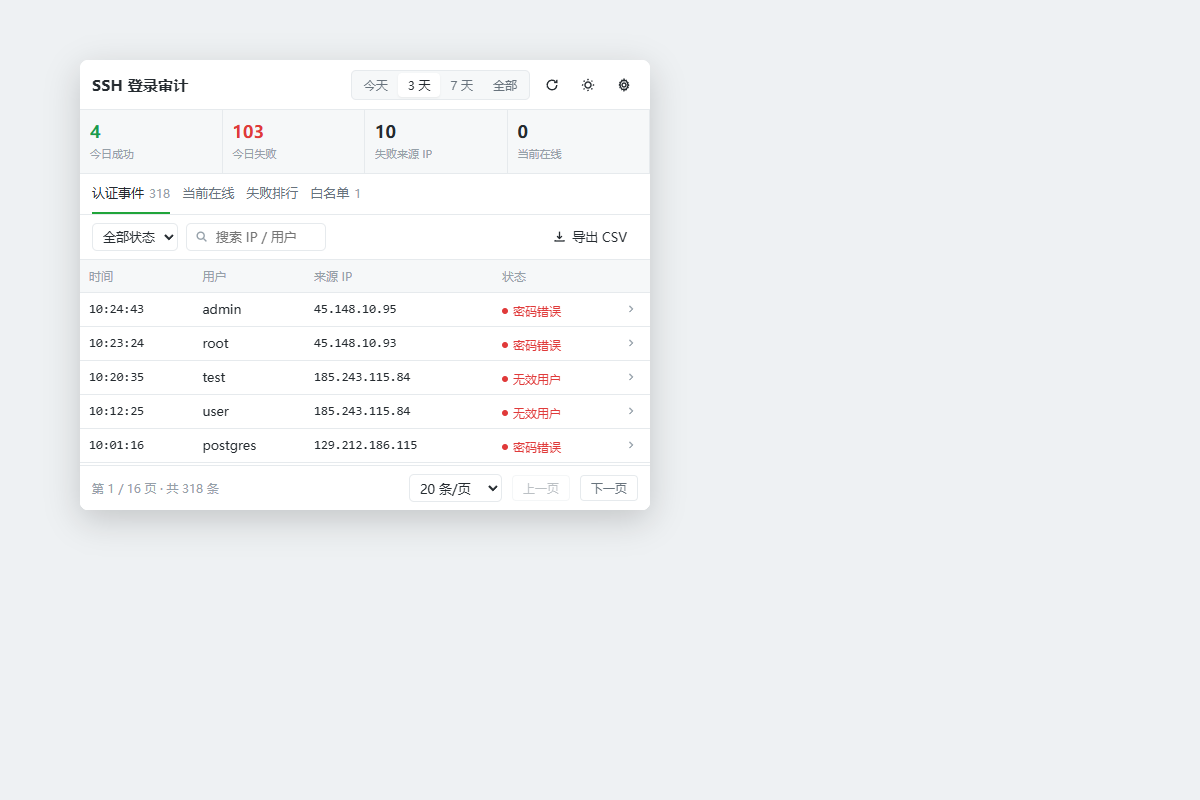 SSH 登录审计 今天 3 天 7 天 全部
4 103 10 0
今日成功 今日失败 失败来源 IP 当前在线
认证事件 318 当前在线 失败排行 白名单 1
全部状态 搜索 IP / 用户 导出 CSV
时间 用户 来源 IP 状态
10:24:43 admin 45.148.10.95 密码错误
10:23:24 root 45.148.10.93 密码错误
10:20:35 test 185.243.115.84 无效用户
10:12:25 user 185.243.115.84 无效用户
10:01:16 postgres 129.212.186.115 密码错误
第 1 / 16 页 · 共 318 条 20 条/页 上一页 下一页